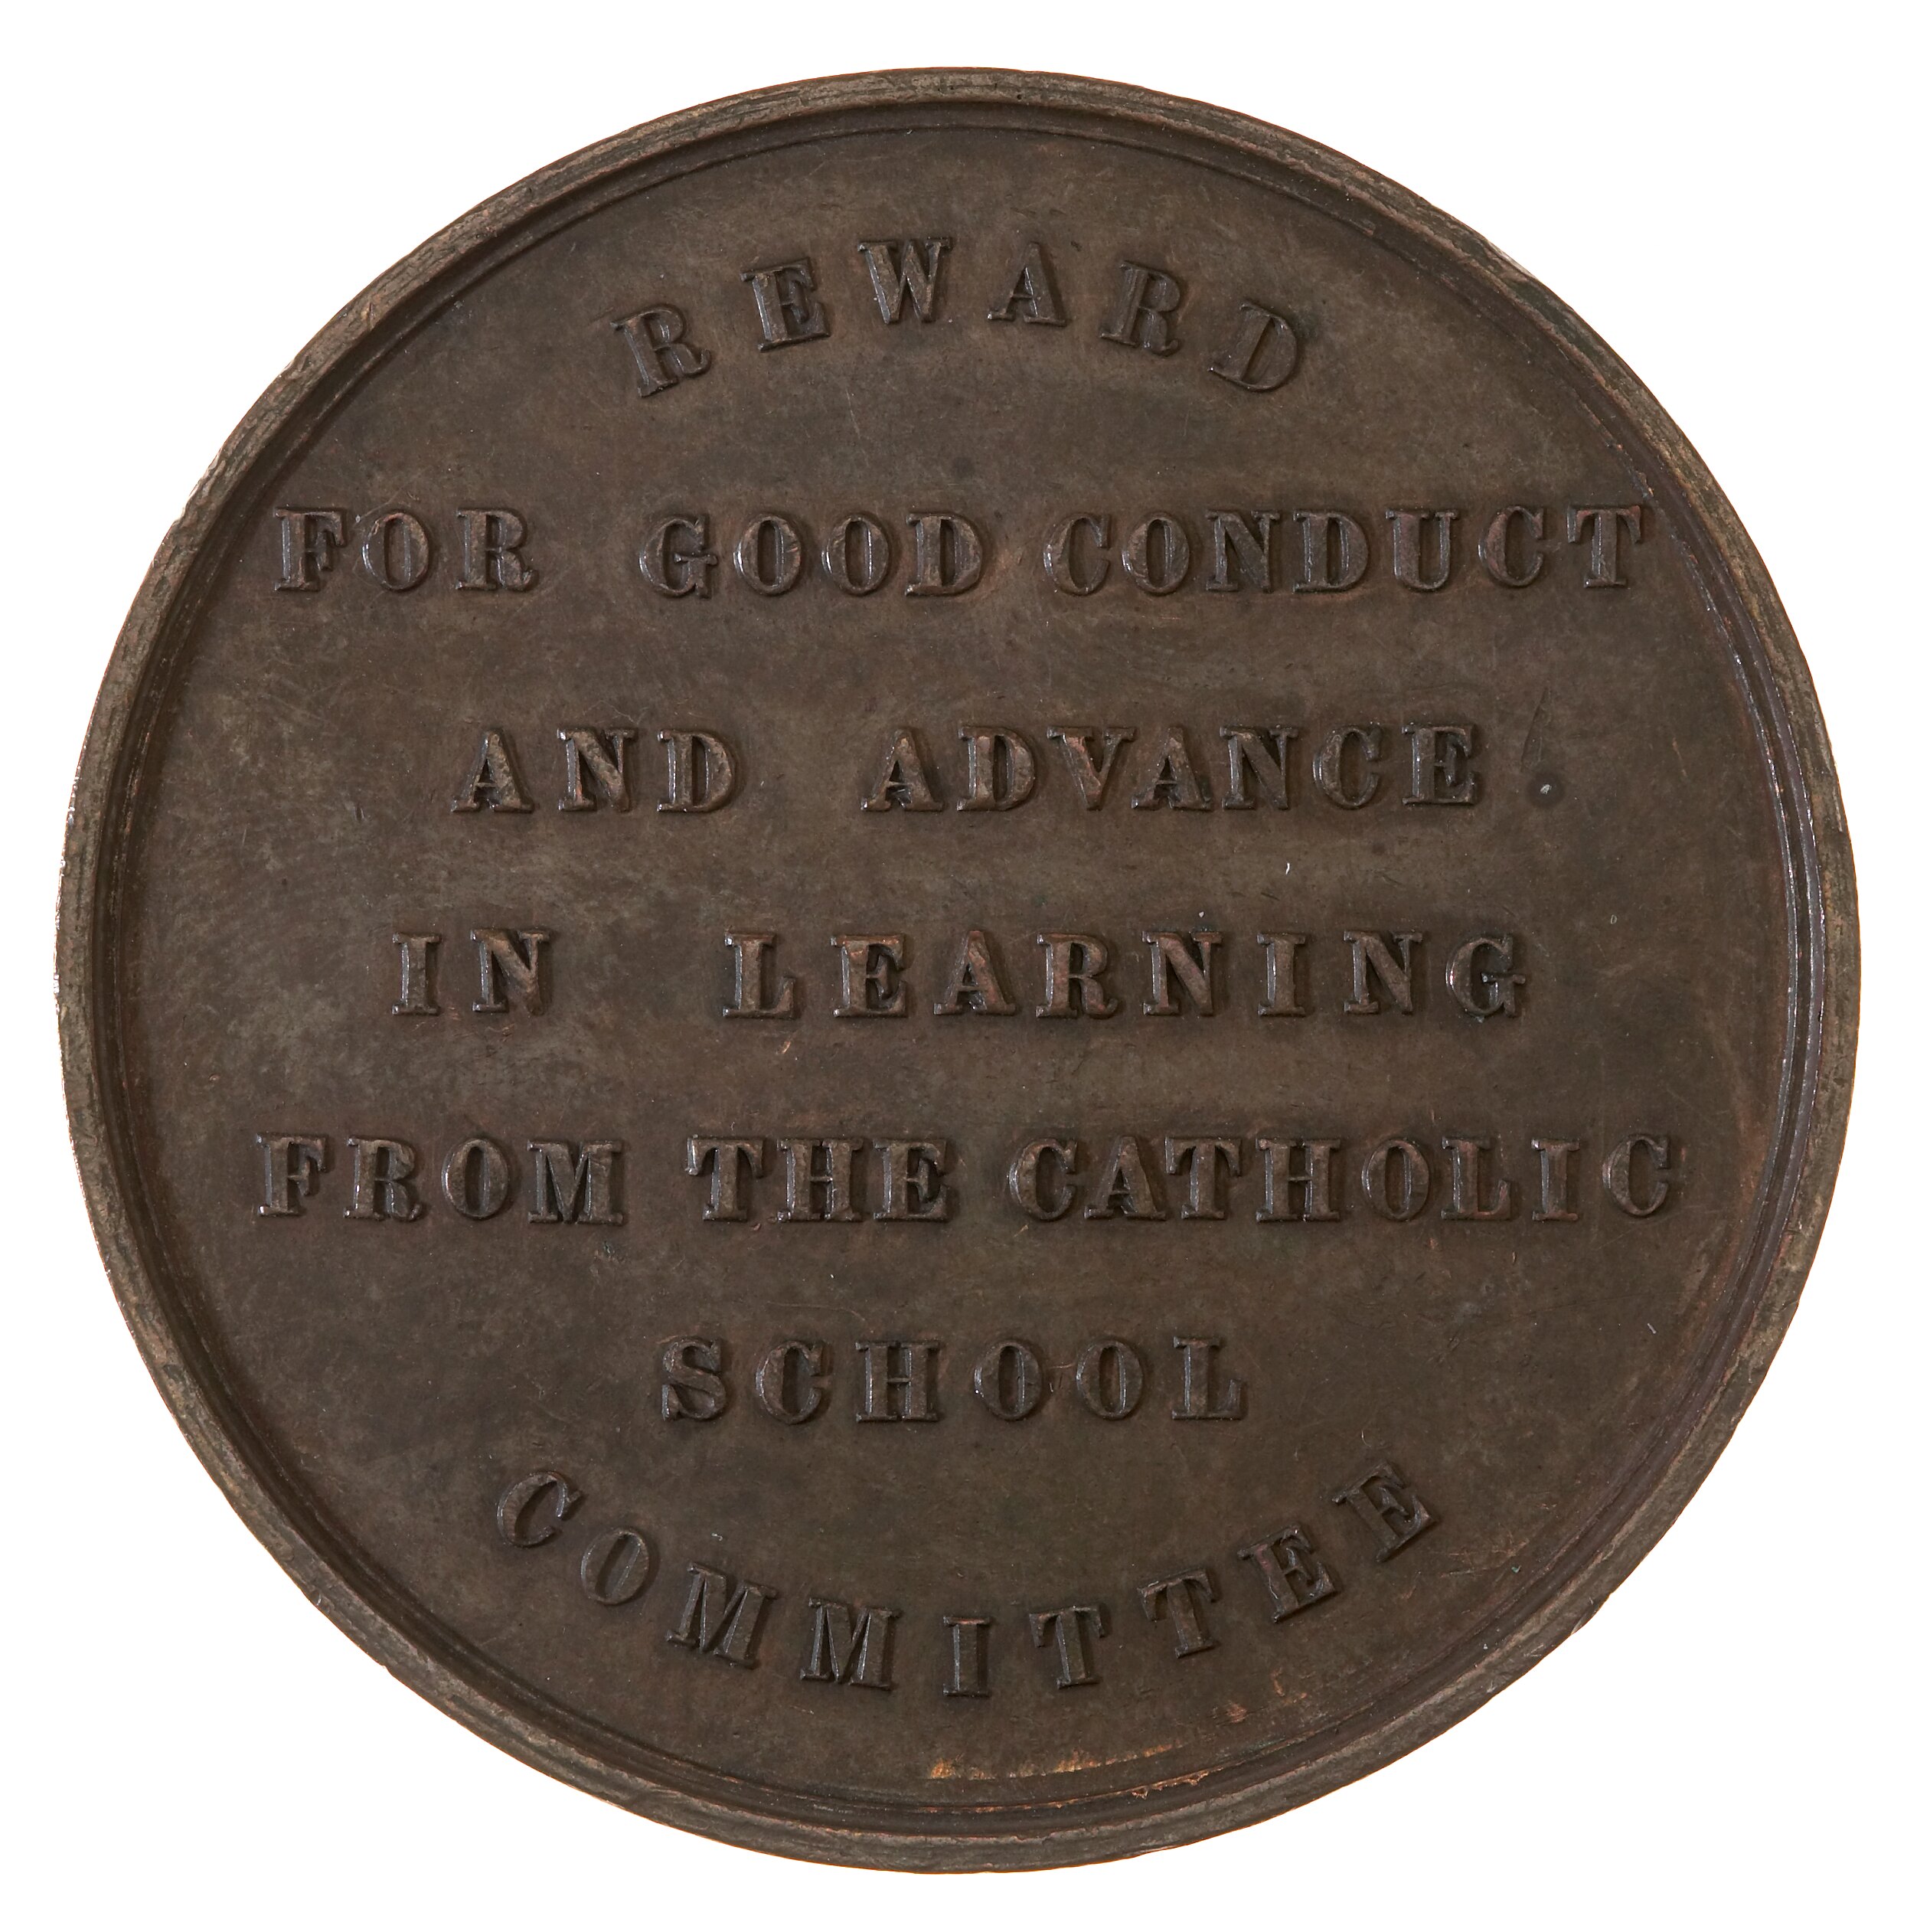 REWARD
FOR GOOD CONDUCT
AND ADVANCE
IN LEARNING
FROM THE CATHOLIC
SCHOOL
COMMITTEE